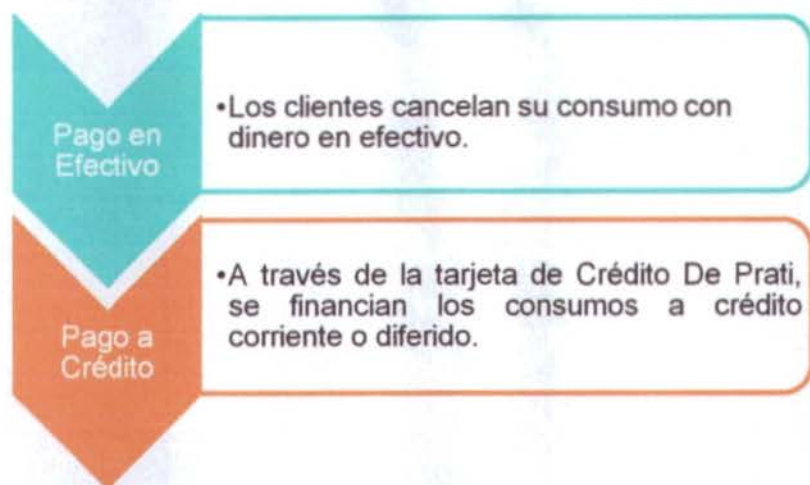 Pago en
Efectivo
•Los clientes cancelan su consumo con
dinero en efectivo.
Pago a
Crédito
•A través de la tarjeta de Crédito De Prati,
se financian los consumos a crédito
corriente o diferido.